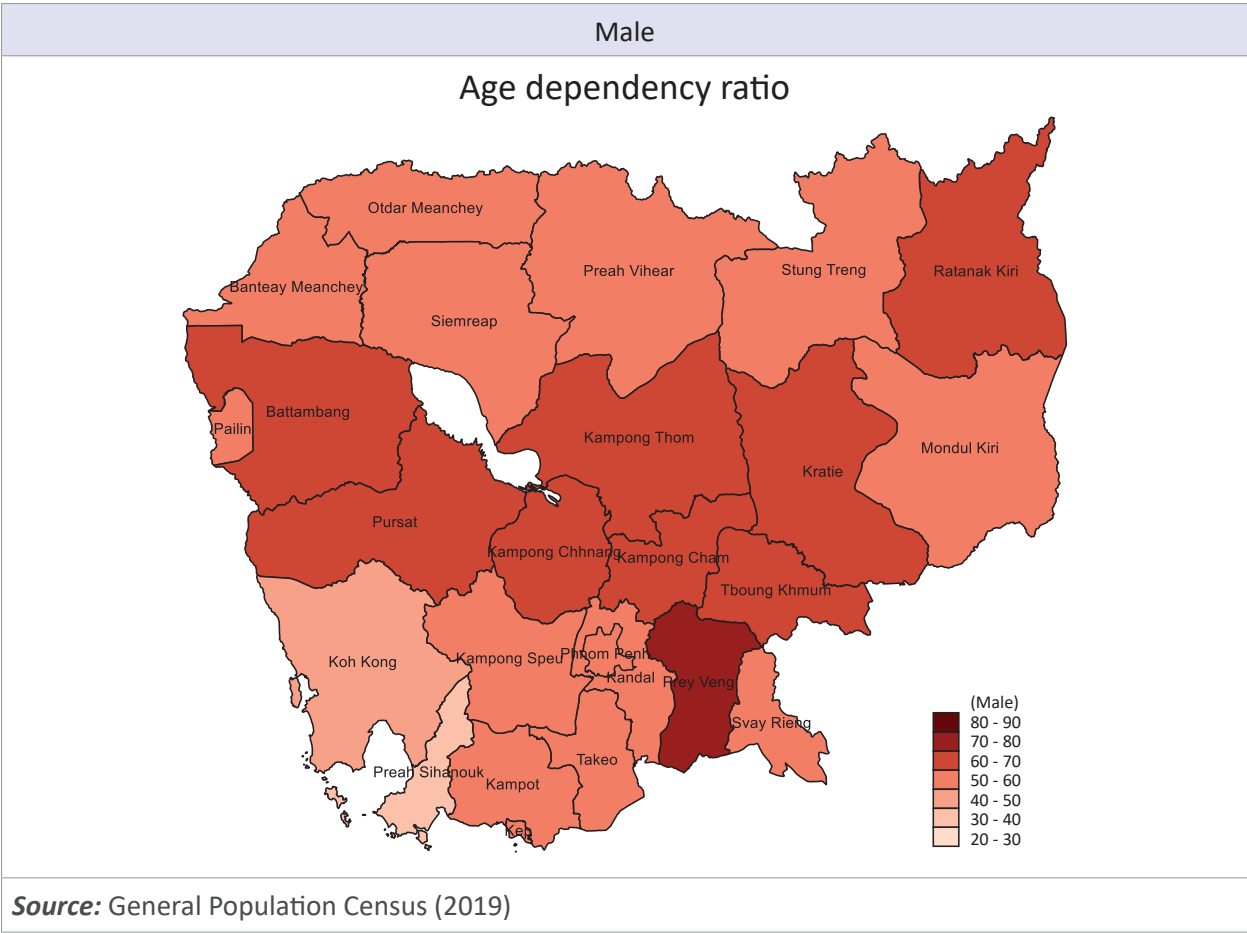 Male
Age dependency ratio
Otdar Meanchey
Banteay Meanchey
Siemreap
Preah Vihear
Stung Treng
Ratanak Kiri
Battambang
Pailin
Kampong Thom
Kratie
Mondul Kiri
Pursat
Kampong Chhnang
Kampong Cham
Tboung Khmum
Koh Kong
Kampong Speu
Phnom Penh
Kandal
Prey Veng
Svay Rieng
Preah Sihanouk
Kampot
Takeo
Kep
(Male)
80 - 90
70 - 80
60 - 70
50 - 60
40 - 50
30 - 40
20 - 30
Source: General Population Census (2019)